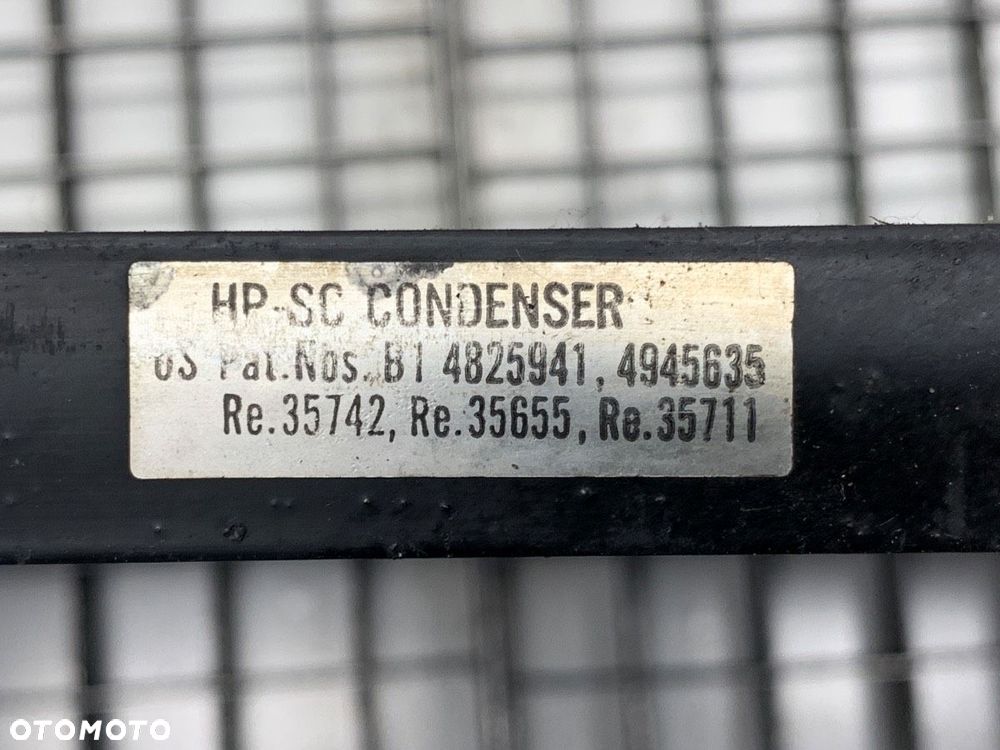 HP-SC CONDENSER
US Pat.Nos. B1 4825941, 4945635
Re.35742, Re.35655, Re.35711
OTOMOTO